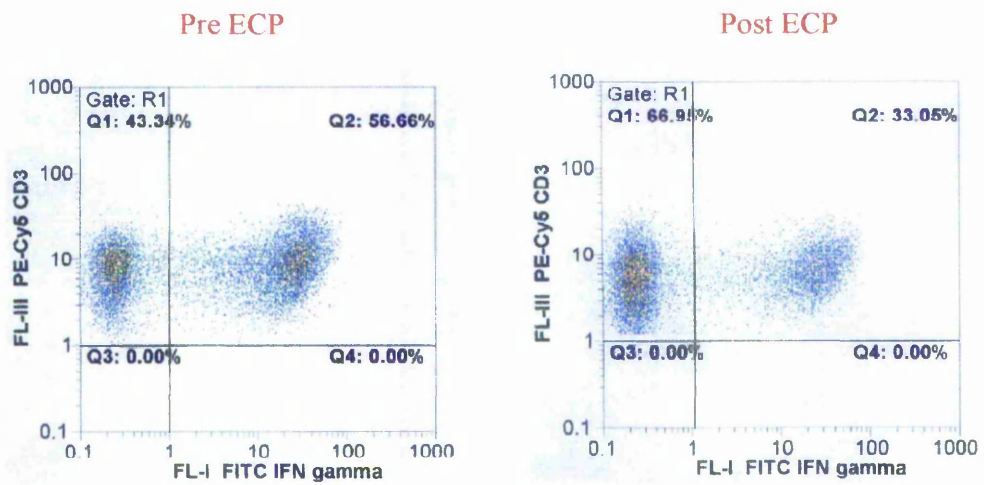 Pre ECP
1000
Gate: R1
Q1: 43.34%
Q2: 56.66%
100
10
1
Q3: 0.00%
Q4: 0.00%
0.1
0.1
1
10
100
1000
FL-III PE-Cy5 CD3
FL-I FITC IFN gamma
Post ECP
1000
Gate: R1
Q1: 66.95%
Q2: 33.05%
100
10
1
Q3: 0.00%
Q4: 0.00%
0.1
0.1
1
10
100
1000
FL-III PE-Cy5 CD3
FL-I FITC IFN gamma